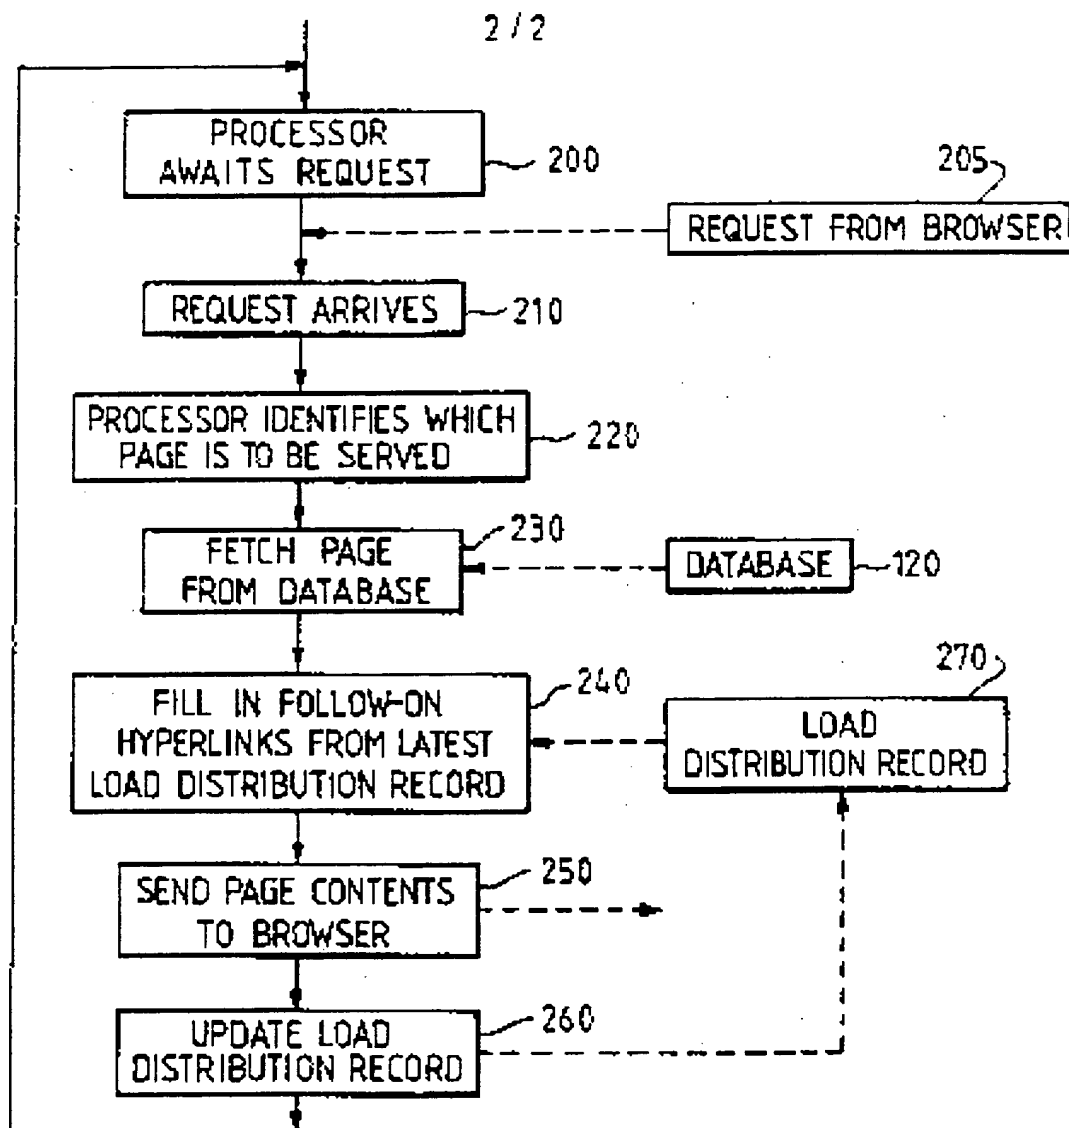 2 / 2
PROCESSOR
AWAITS REQUEST
200
205
REQUEST FROM BROWSER
REQUEST ARRIVES
210
PROCESSOR IDENTIFIES WHICH
PAGE IS TO BE SERVED
220
230
FETCH PAGE
FROM DATABASE
DATABASE
120
240
FILL IN FOLLOW-ON
HYPERLINKS FROM LATEST
LOAD DISTRIBUTION RECORD
270
LOAD
DISTRIBUTION RECORD
250
SEND PAGE CONTENTS
TO BROWSER
260
UPDATE LOAD
DISTRIBUTION RECORD